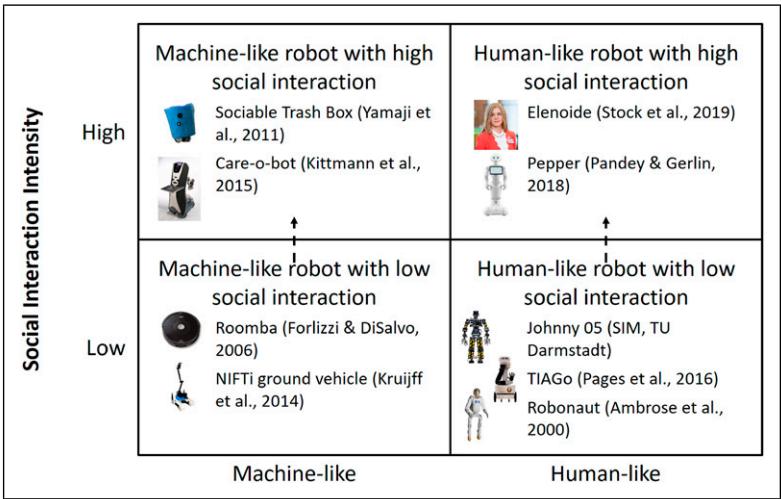 Social Interaction Intensity
High
Machine-like robot with high
social interaction
Sociable Trash Box (Yamaji et
al., 2011)
Care-o-bot (Kittmann et al.,
2015)
Human-like robot with high
social interaction
Elenoide (Stock et al., 2019)
Pepper (Pandey & Gerlin,
2018)
Low
Machine-like robot with low
social interaction
Roomba (Forlizzi & DiSalvo,
2006)
NIFTi ground vehicle (Kruijff
et al., 2014)
Human-like robot with low
social interaction
Johnny 05 (SIM, TU
Darmstadt)
TIAGo (Pages et al., 2016)
Robonaut (Ambrose et al.,
2000)
Machine-like
Human-like